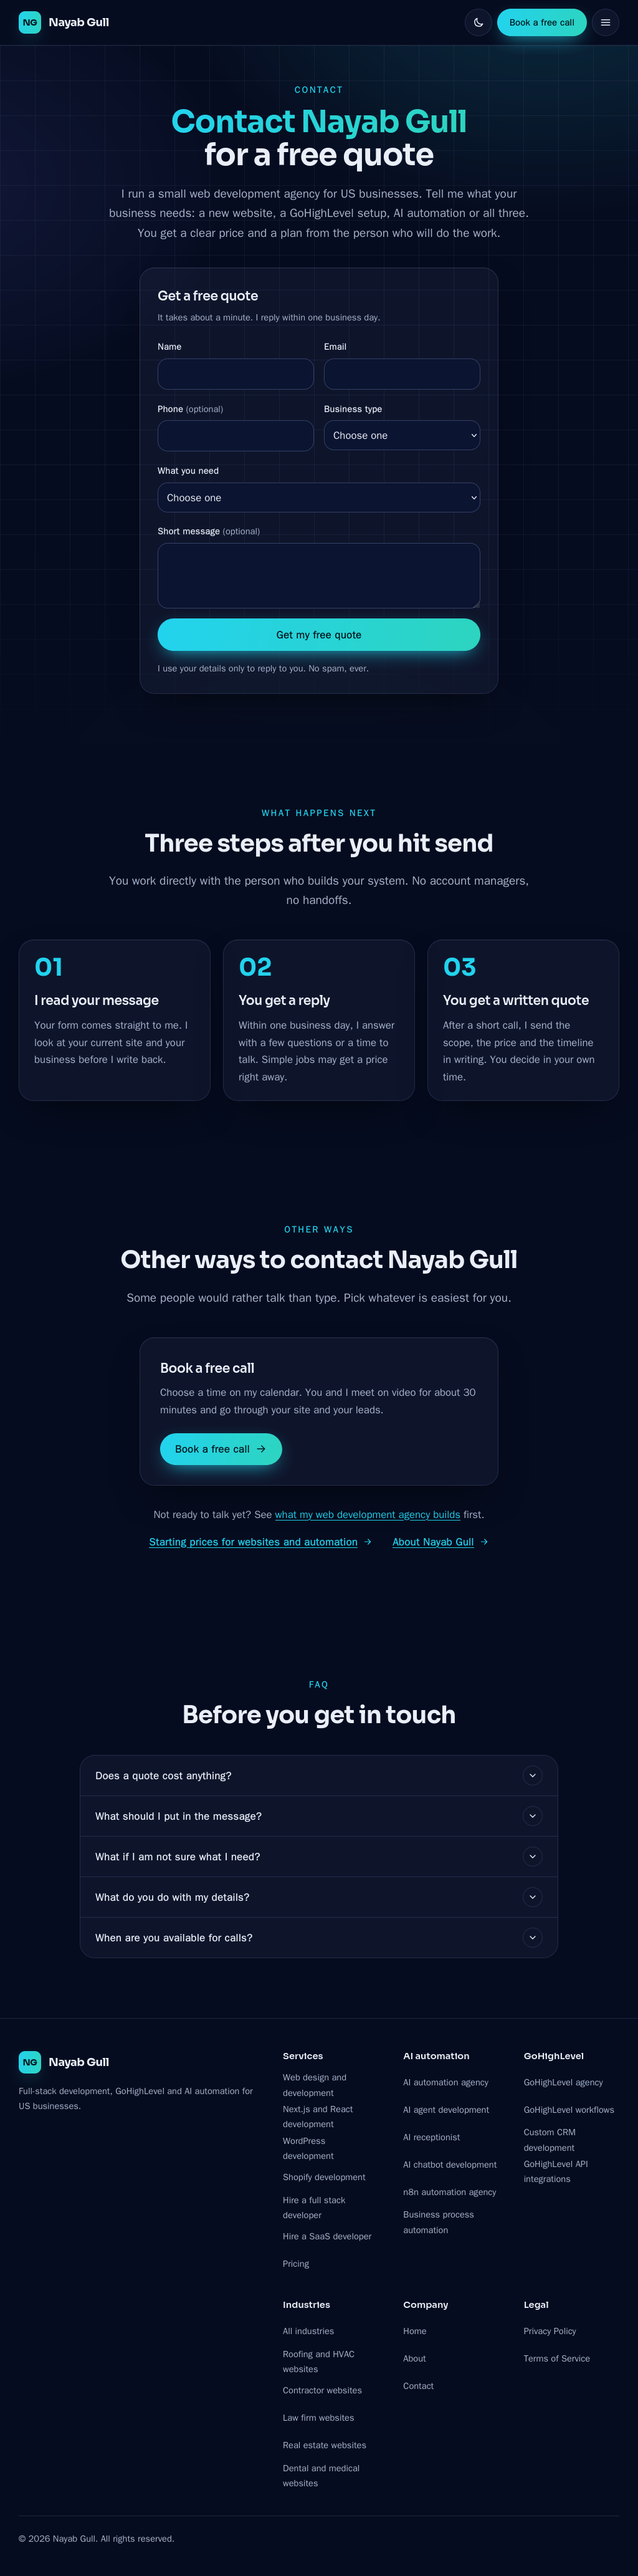 NG Nayab Gull
Book a free call
CONTACT
Contact Nayab Gull
for a free quote
I run a small web development agency for US businesses. Tell me what your
business needs: a new website, a GoHighLevel setup, AI automation or all three.
You get a clear price and a plan from the person who will do the work.
Get a free quote
It takes about a minute. I reply within one business day.
Name
Email
Phone (optional)
Business type
Choose one
What you need
Choose one
Short message (optional)
Get my free quote
I use your details only to reply to you. No spam, ever.
WHAT HAPPENS NEXT
Three steps after you hit send
You work directly with the person who builds your system. No account managers,
no handoffs.
01
I read your message
Your form comes straight to me. I
look at your current site and your
business before I write back.
02
You get a reply
Within one business day, I answer
with a few questions or a time to
talk. Simple jobs may get a price
right away.
03
You get a written quote
After a short call, I send the
scope, the price and the timeline
in writing. You decide in your own
time.
OTHER WAYS
Other ways to contact Nayab Gull
Some people would rather talk than type. Pick whatever is easiest for you.
Book a free call
Choose a time on my calendar. You and I meet on video for about 30
minutes and go through your site and your leads.
Book a free call →
Not ready to talk yet? See what my web development agency builds first.
Starting prices for websites and automation → About Nayab Gull →
FAQ
Before you get in touch
Does a quote cost anything?
What should I put in the message?
What if I am not sure what I need?
What do you do with my details?
When are you available for calls?
NG Nayab Gull
Full-stack development, GoHighLevel and AI automation for
US businesses.
Services
Web design and
development
Next.js and React
development
WordPress
development
Shopify development
Hire a full stack
developer
Hire a SaaS developer
Pricing
AI automation
AI automation agency
AI agent development
AI receptionist
AI chatbot development
n8n automation agency
Business process
automation
GoHighLevel
GoHighLevel agency
GoHighLevel workflows
Custom CRM
development
GoHighLevel API
integrations
Industries
All industries
Roofing and HVAC
websites
Contractor websites
Law firm websites
Real estate websites
Dental and medical
websites
Company
Home
About
Contact
Legal
Privacy Policy
Terms of Service
© 2026 Nayab Gull. All rights reserved.